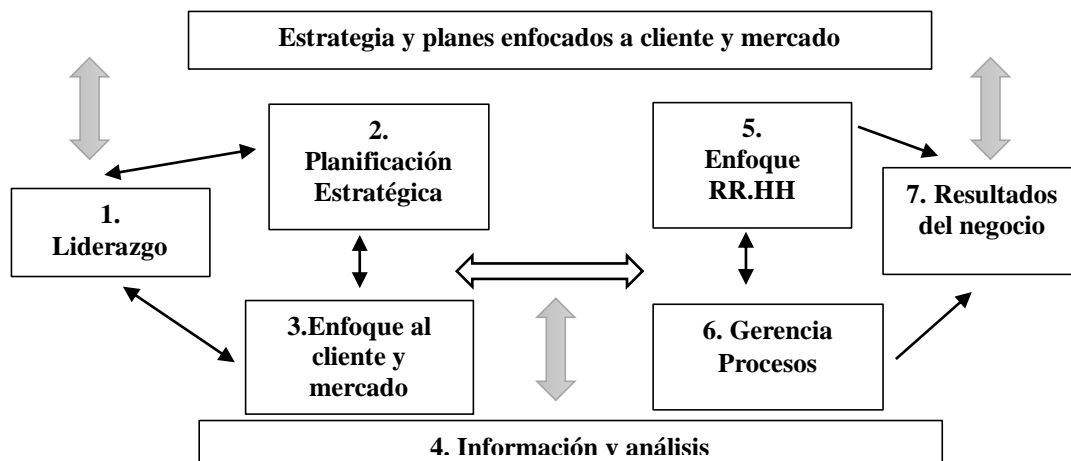 Estrategia y planes enfocados a cliente y mercado
1.
Liderazgo
2.
Planificación
Estratégica
3.Enfoque al
cliente y
mercado
5.
Enfoque
RR.HH
6. Gerencia
Procesos
7. Resultados
del negocio
4. Información y análisis